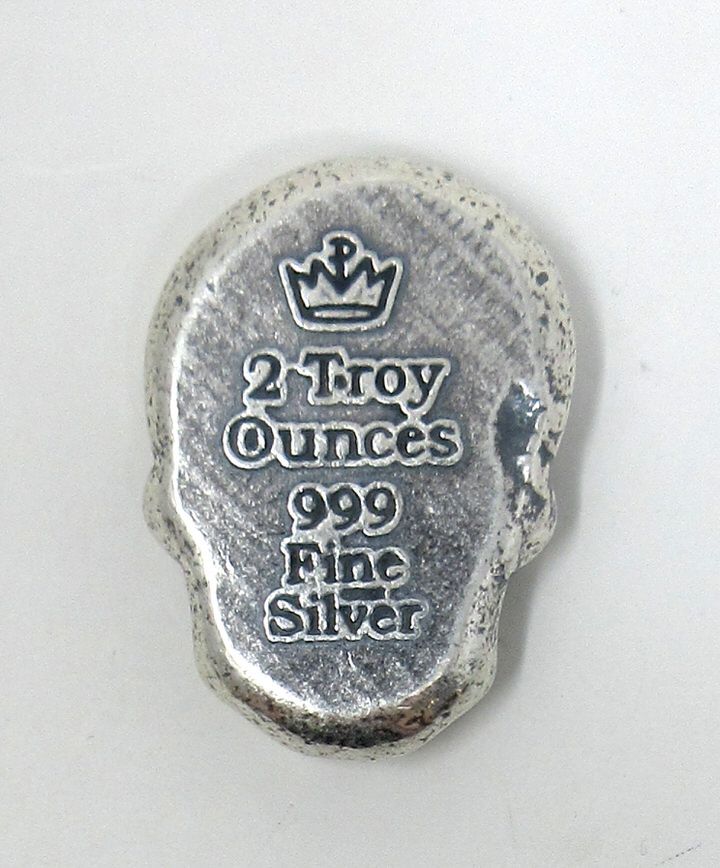 P
2 Troy
Ounces
999
Fine
Silver